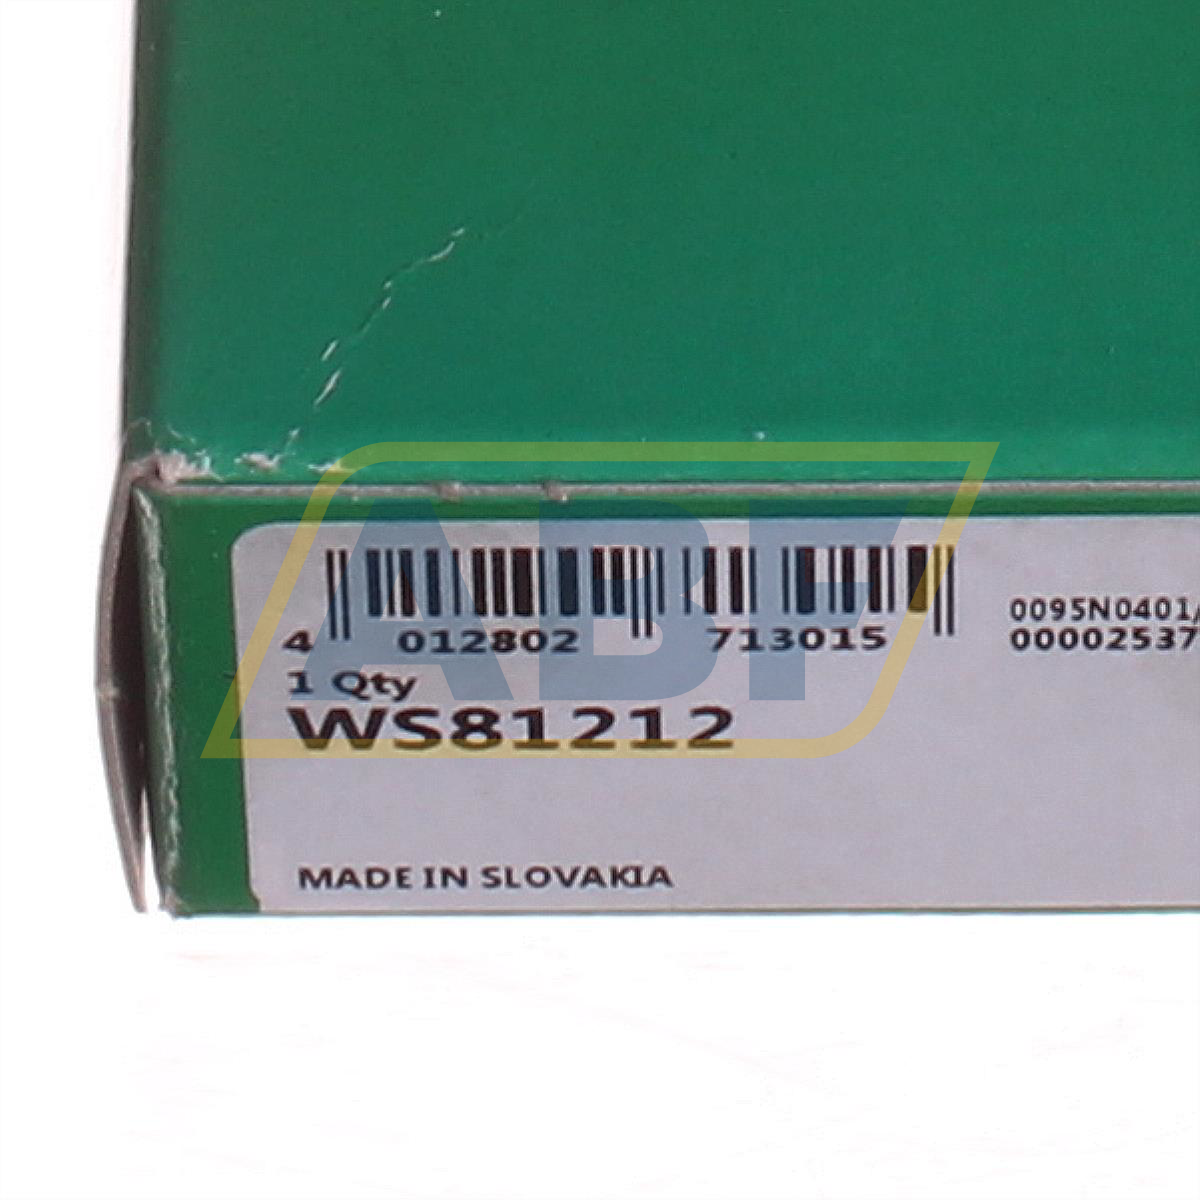 ABF
4 012802 713015
0095N0401/
00002537
1 Qty
WS81212
MADE IN SLOVAKIA